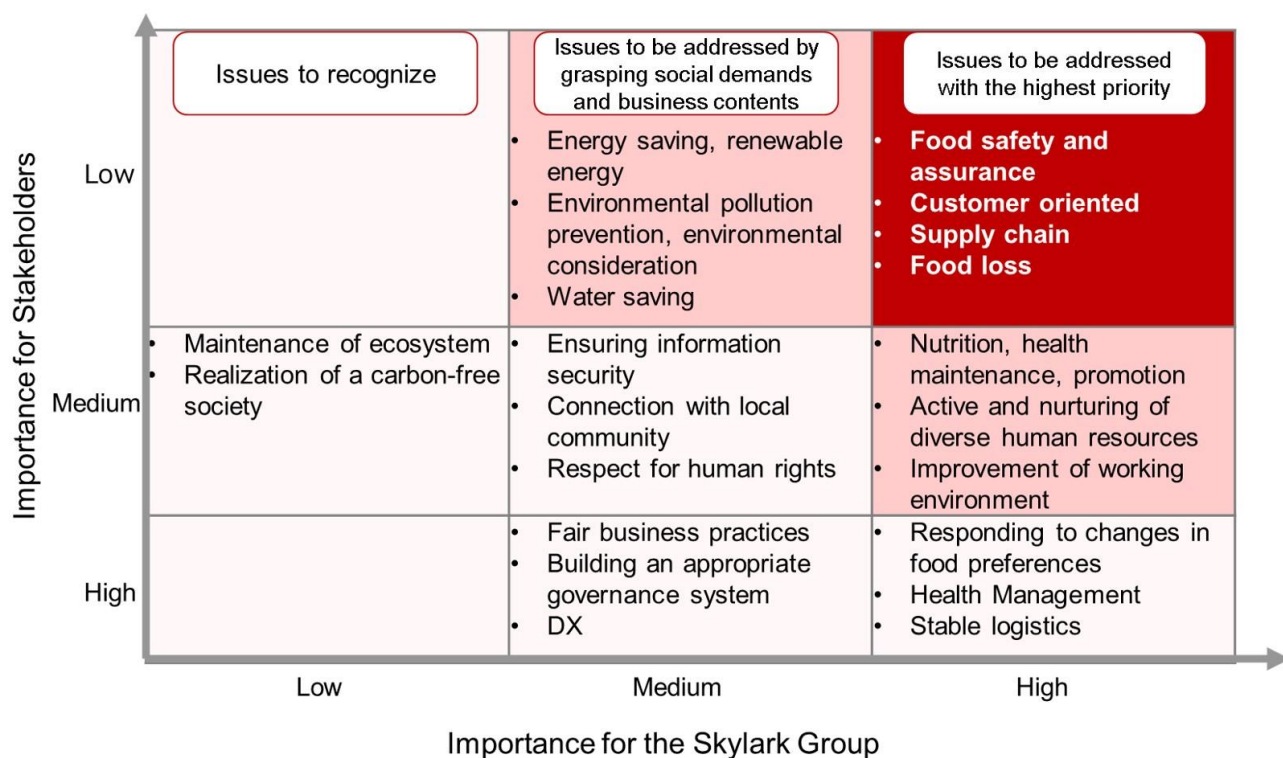 Issues to recognize
Issues to be addressed by
grasping social demands
and business contents
Issues to be addressed
with the highest priority
Importance for Stakeholders
Low
• Energy saving, renewable
energy
• Environmental pollution
prevention, environmental
consideration
• Water saving
• Food safety and
assurance
• Customer oriented
• Supply chain
• Food loss
Medium
• Maintenance of ecosystem
• Realization of a carbon-free
society
• Ensuring information
security
• Connection with local
community
• Respect for human rights
• Nutrition, health
maintenance, promotion
• Active and nurturing of
diverse human resources
• Improvement of working
environment
High
• Fair business practices
• Building an appropriate
governance system
• DX
• Responding to changes in
food preferences
• Health Management
• Stable logistics
Low
Medium
High
Importance for the Skylark Group